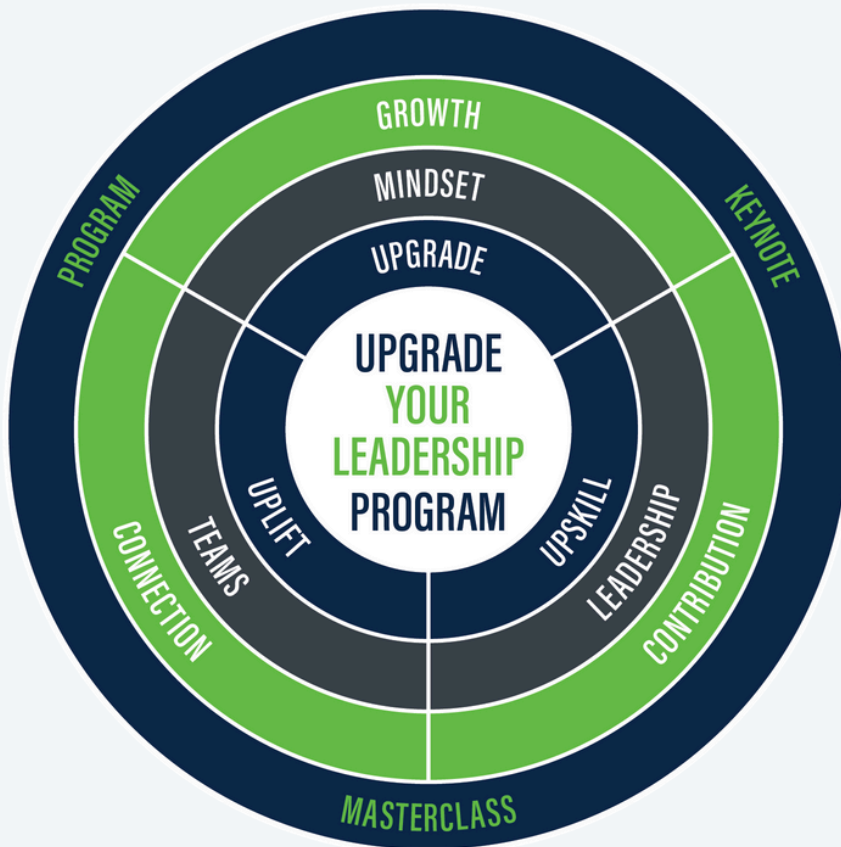 GROWTH
MINDSET
UPGRADE
PROGRAM
KEYNOTE
UPGRADE
YOUR
LEADERSHIP
PROGRAM
UPLIFT
TEAMS
CONNECTION
UPSKILL
LEADERSHIP
CONTRIBUTION
MASTERCLASS